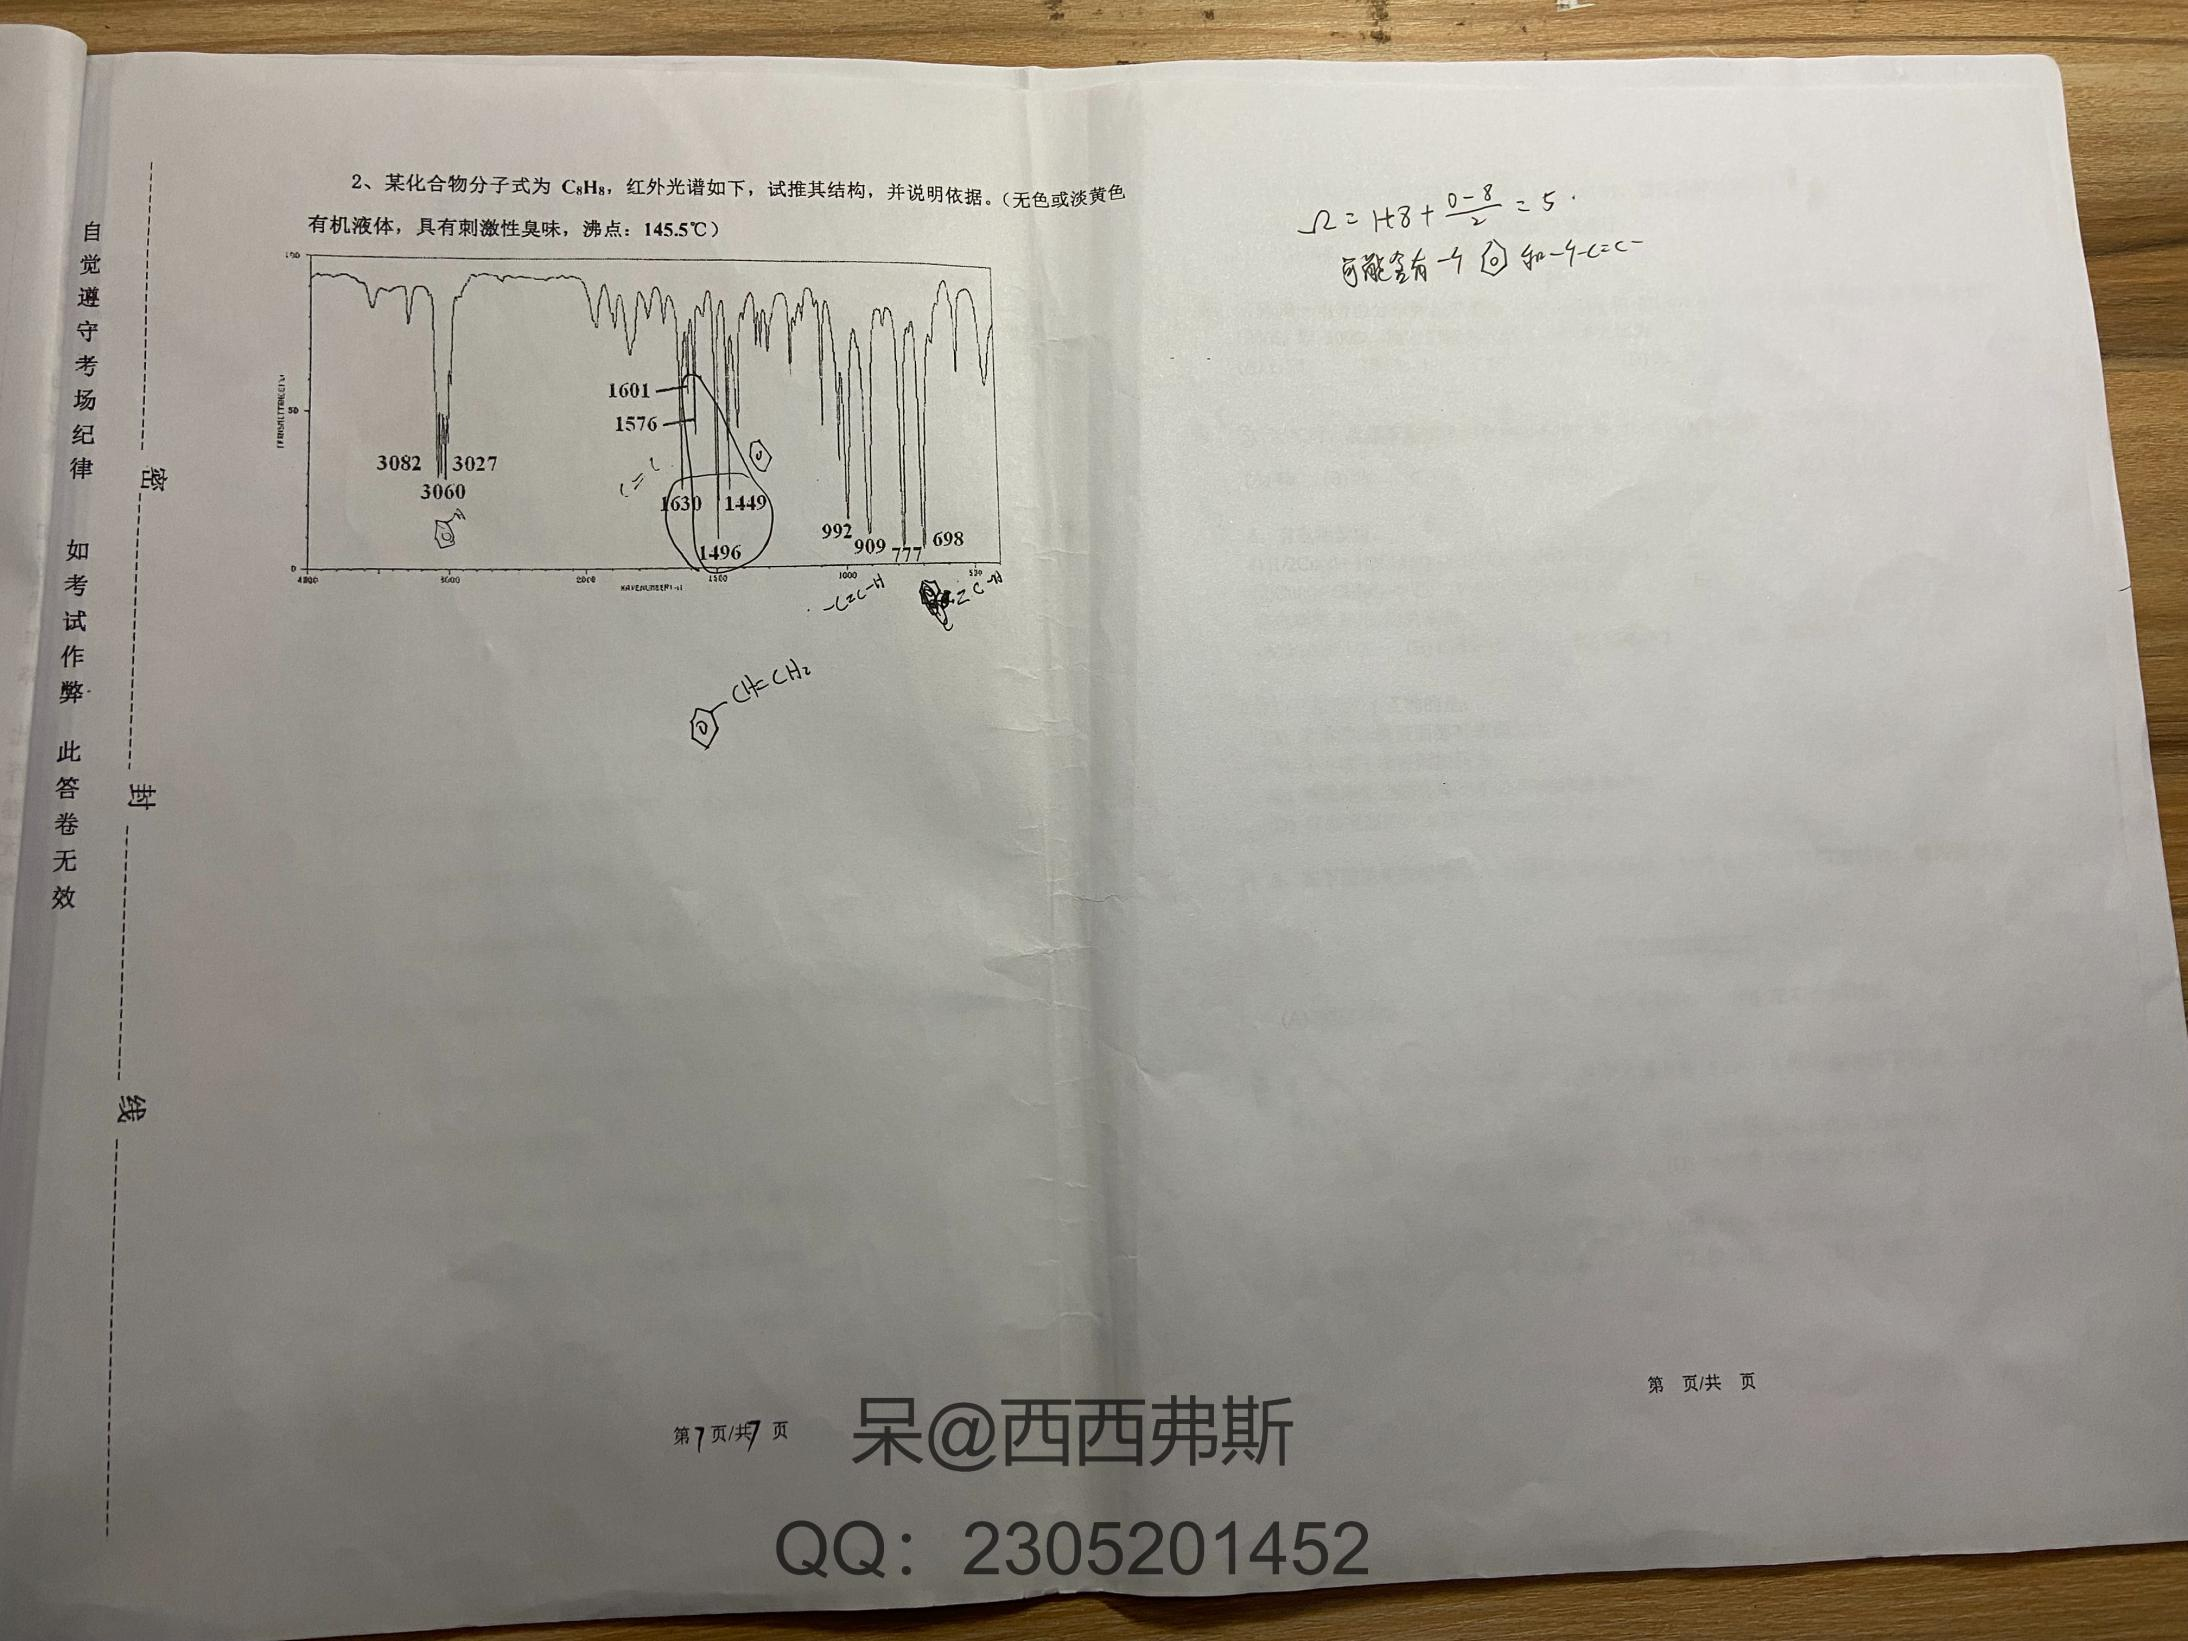 2、某化合物分子式为 C₈H₈，红外光谱如下，试推其结构，并说明依据。（无色或淡黄色
有机液体，具有刺激性臭味，沸点：145.5℃）
自觉遵守考场纪律 如考试作弊 此答卷无效
密 封 线
100
50
0
1601
1576
3082 3027
3060
C=C
1630 1449
1496
992
909
777
698
3000
2000
1500
1000
500
-C=C-H
=C-H
CH=CH₂
Ω=1+8+(0-8)/2=5.
可能含有一个 和一个-C=C-
第7页/共7页
第 页/共 页
呆@西西弗斯
QQ：2305201452